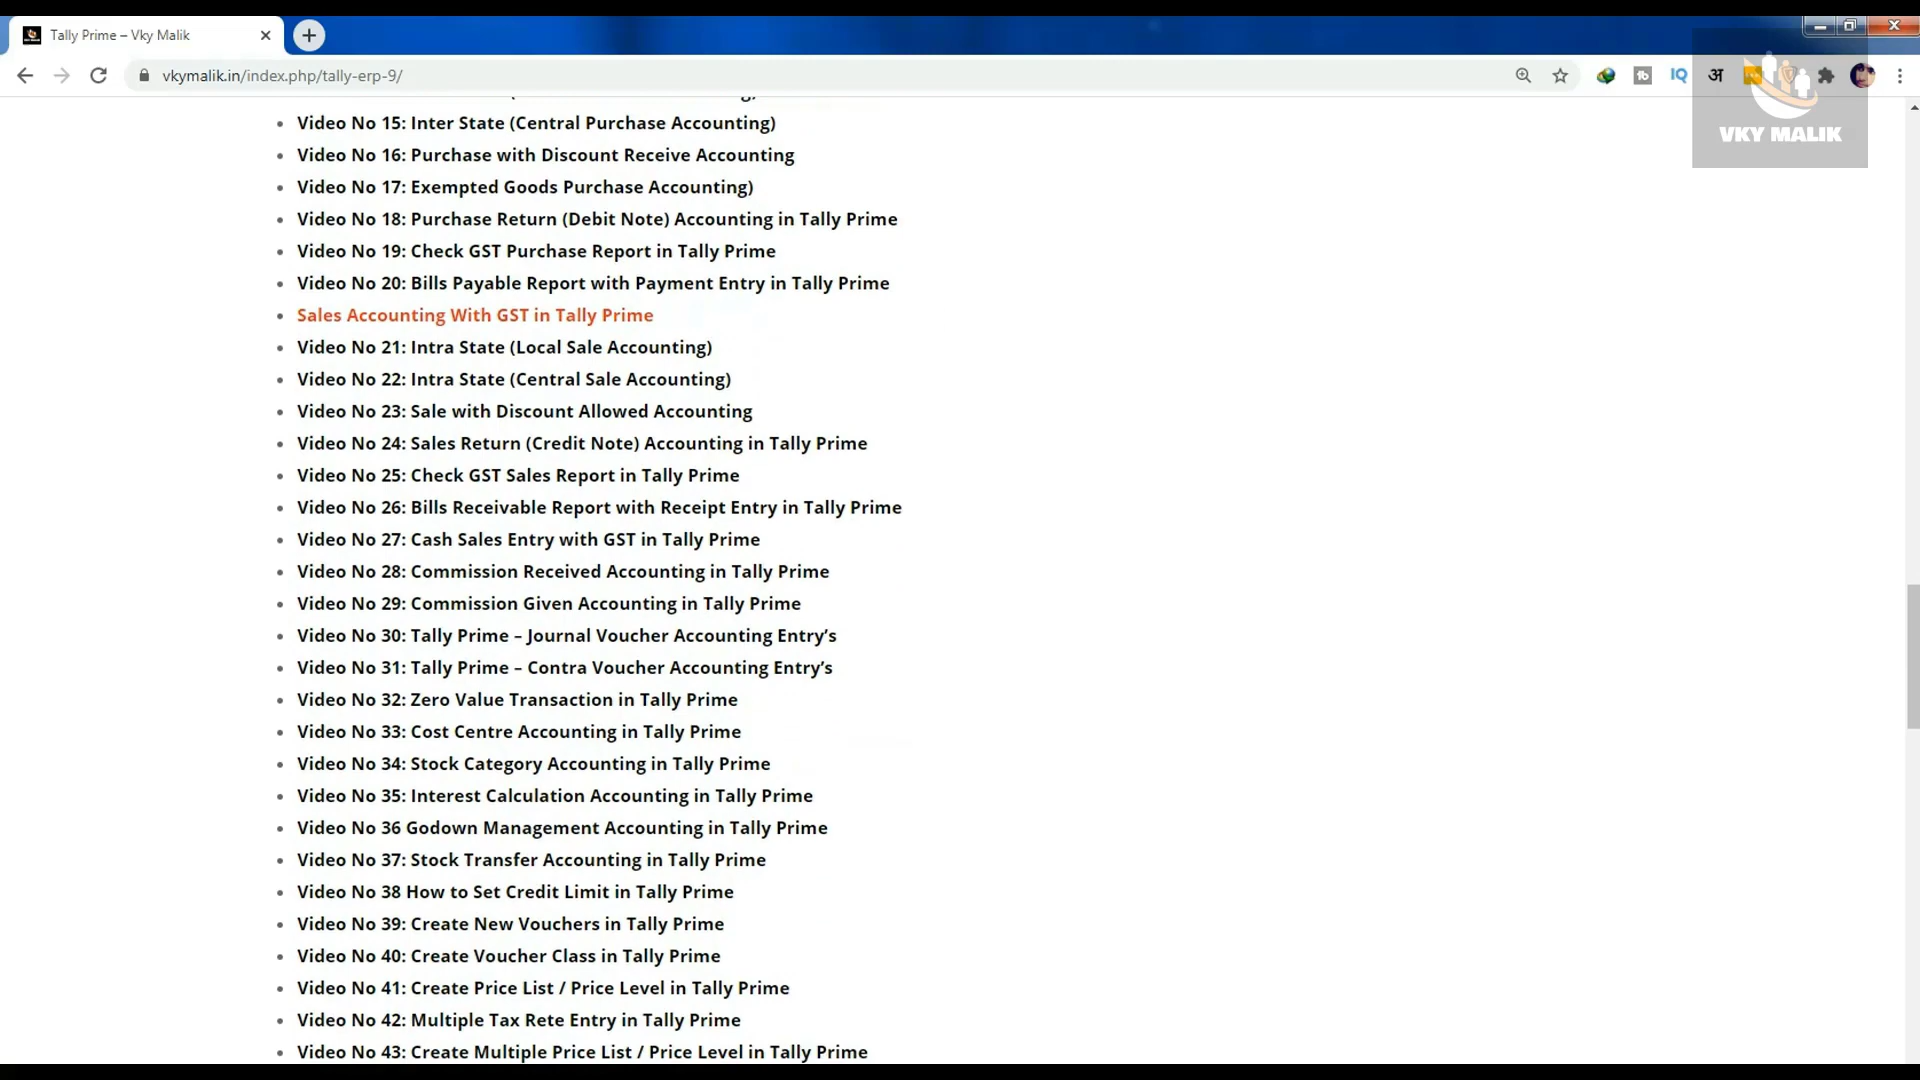 Tally Prime – Vky Malik
vkymalik.in/index.php/tally-erp-9/
IQ
अ
VKY MALIK
Video No 15: Inter State (Central Purchase Accounting)
Video No 16: Purchase with Discount Receive Accounting
Video No 17: Exempted Goods Purchase Accounting)
Video No 18: Purchase Return (Debit Note) Accounting in Tally Prime
Video No 19: Check GST Purchase Report in Tally Prime
Video No 20: Bills Payable Report with Payment Entry in Tally Prime
Sales Accounting With GST in Tally Prime
Video No 21: Intra State (Local Sale Accounting)
Video No 22: Intra State (Central Sale Accounting)
Video No 23: Sale with Discount Allowed Accounting
Video No 24: Sales Return (Credit Note) Accounting in Tally Prime
Video No 25: Check GST Sales Report in Tally Prime
Video No 26: Bills Receivable Report with Receipt Entry in Tally Prime
Video No 27: Cash Sales Entry with GST in Tally Prime
Video No 28: Commission Received Accounting in Tally Prime
Video No 29: Commission Given Accounting in Tally Prime
Video No 30: Tally Prime – Journal Voucher Accounting Entry’s
Video No 31: Tally Prime – Contra Voucher Accounting Entry’s
Video No 32: Zero Value Transaction in Tally Prime
Video No 33: Cost Centre Accounting in Tally Prime
Video No 34: Stock Category Accounting in Tally Prime
Video No 35: Interest Calculation Accounting in Tally Prime
Video No 36 Godown Management Accounting in Tally Prime
Video No 37: Stock Transfer Accounting in Tally Prime
Video No 38 How to Set Credit Limit in Tally Prime
Video No 39: Create New Vouchers in Tally Prime
Video No 40: Create Voucher Class in Tally Prime
Video No 41: Create Price List / Price Level in Tally Prime
Video No 42: Multiple Tax Rete Entry in Tally Prime
Video No 43: Create Multiple Price List / Price Level in Tally Prime